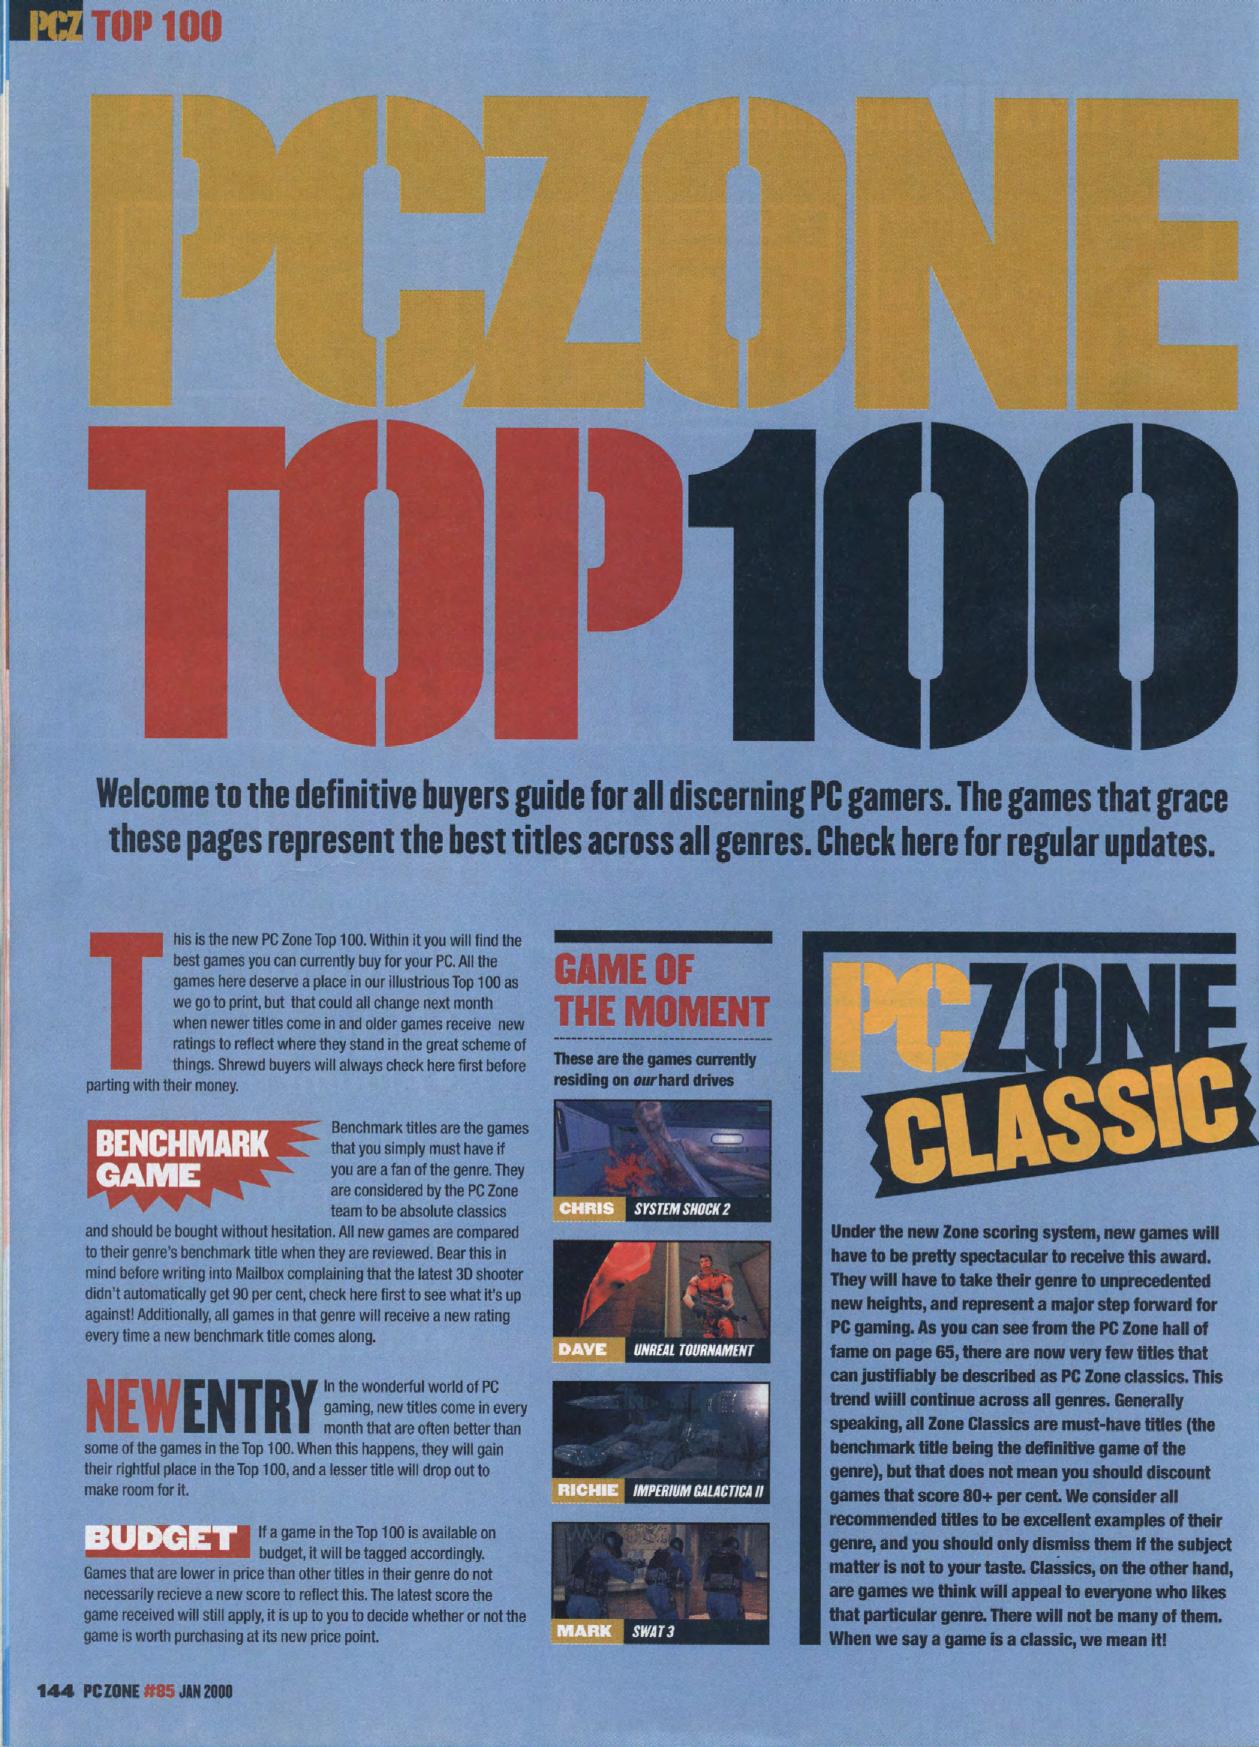 PCZ TOP 100
PCZONE
TOP100
Welcome to the definitive buyers guide for all discerning PC gamers. The games that grace
these pages represent the best titles across all genres. Check here for regular updates.
This is the new PC Zone Top 100. Within it you will find the
best games you can currently buy for your PC. All the
games here deserve a place in our illustrious Top 100 as
we go to print, but that could all change next month
when newer titles come in and older games receive new
ratings to reflect where they stand in the great scheme of
things. Shrewd buyers will always check here first before
parting with their money.
BENCHMARK
GAME
Benchmark titles are the games
that you simply must have if
you are a fan of the genre. They
are considered by the PC Zone
team to be absolute classics
and should be bought without hesitation. All new games are compared
to their genre's benchmark title when they are reviewed. Bear this in
mind before writing into Mailbox complaining that the latest 3D shooter
didn't automatically get 90 per cent, check here first to see what it's up
against! Additionally, all games in that genre will receive a new rating
every time a new benchmark title comes along.
NEWENTRY
In the wonderful world of PC
gaming, new titles come in every
month that are often better than
some of the games in the Top 100. When this happens, they will gain
their rightful place in the Top 100, and a lesser title will drop out to
make room for it.
BUDGET
If a game in the Top 100 is available on
budget, it will be tagged accordingly.
Games that are lower in price than other titles in their genre do not
necessarily recieve a new score to reflect this. The latest score the
game received will still apply, it is up to you to decide whether or not the
game is worth purchasing at its new price point.
GAME OF
THE MOMENT
These are the games currently
residing on our hard drives
CHRIS SYSTEM SHOCK 2
DAVE UNREAL TOURNAMENT
RICHIE IMPERIUM GALACTICA II
MARK SWAT 3
PCZONE
CLASSIC
Under the new Zone scoring system, new games will
have to be pretty spectacular to receive this award.
They will have to take their genre to unprecedented
new heights, and represent a major step forward for
PC gaming. As you can see from the PC Zone hall of
fame on page 65, there are now very few titles that
can justifiably be described as PC Zone classics. This
trend wiill continue across all genres. Generally
speaking, all Zone Classics are must-have titles (the
benchmark title being the definitive game of the
genre), but that does not mean you should discount
games that score 80+ per cent. We consider all
recommended titles to be excellent examples of their
genre, and you should only dismiss them if the subject
matter is not to your taste. Classics, on the other hand,
are games we think will appeal to everyone who likes
that particular genre. There will not be many of them.
When we say a game is a classic, we mean it!
144 PC ZONE #85 JAN 2000